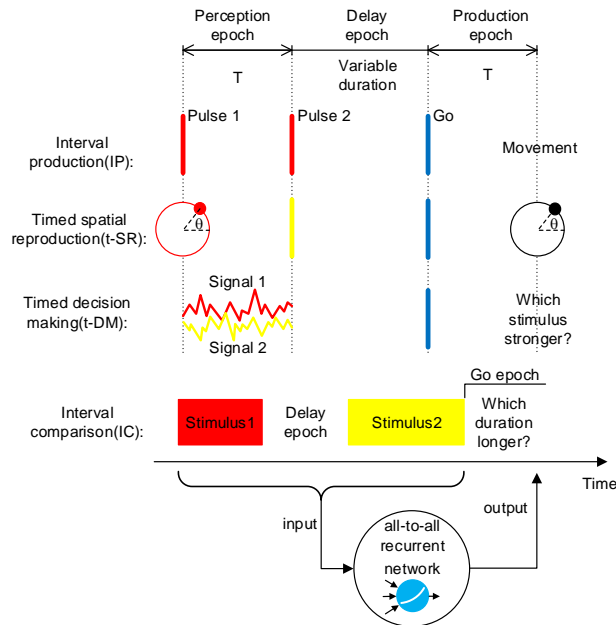 Perception
epoch
Delay
epoch
Production
epoch
T
Variable
duration
T
Interval
production(IP):
Pulse 1
Pulse 2
Go
Movement
Timed spatial
reproduction(t-SR):
θ
θ
Timed decision
making(t-DM):
Signal 1
Signal 2
Which
stimulus
stronger?
Go epoch
Interval
comparison(IC):
Stimulus1
Delay
epoch
Stimulus2
Which
duration
longer?
Time
input
all-to-all
recurrent
network
output